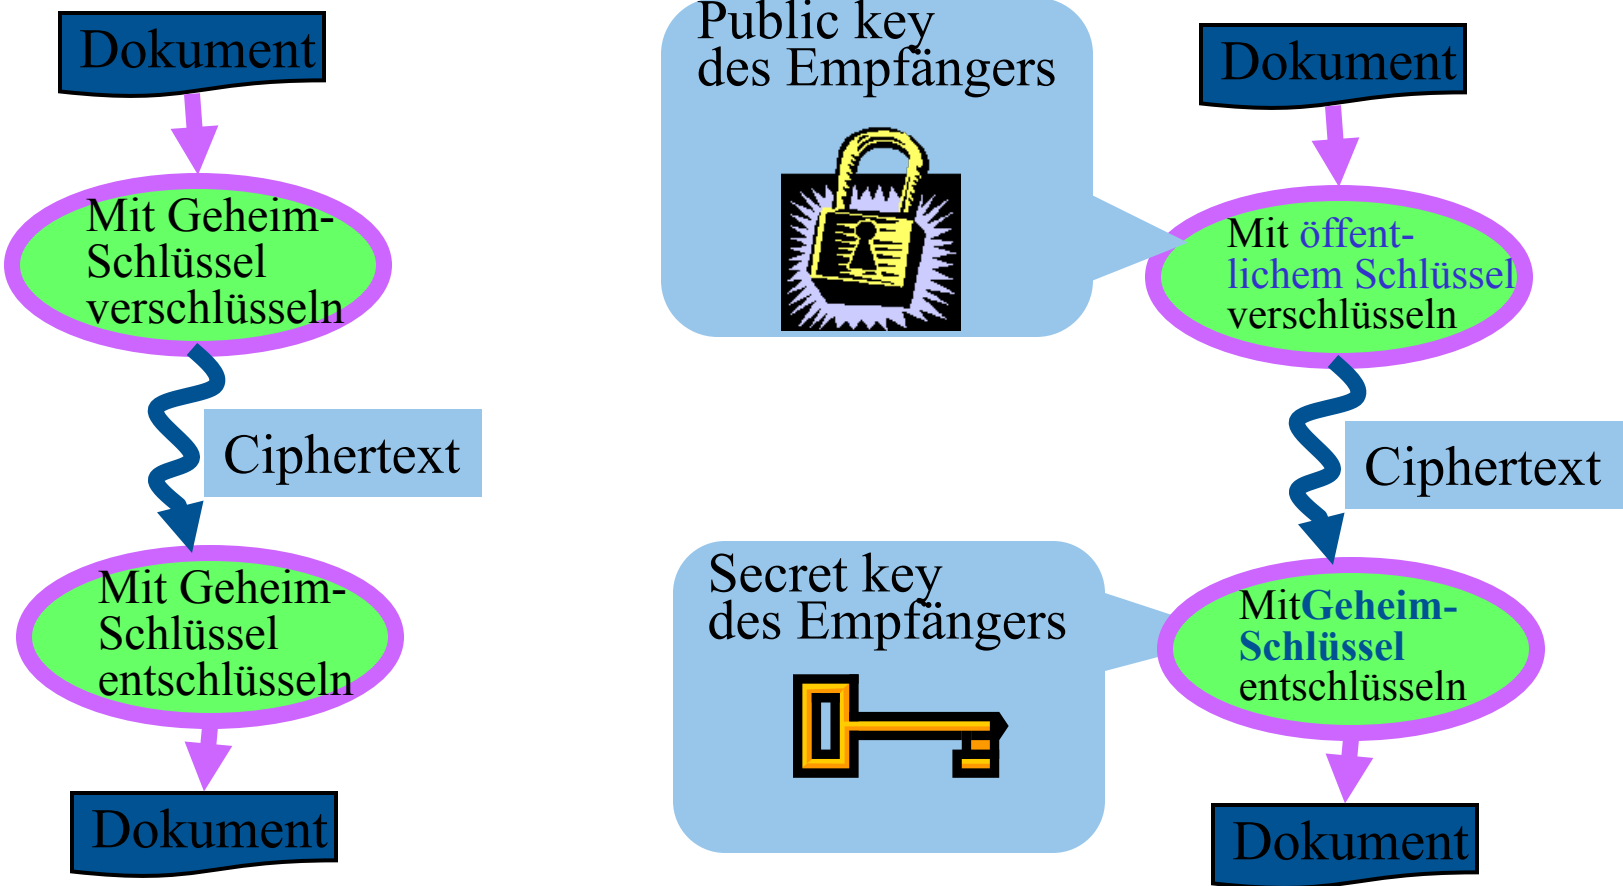 Dokument
Mit Geheim-
Schlüssel
verschlüsseln
Ciphertext
Mit Geheim-
Schlüssel
entschlüsseln
Dokument
Public key
des Empfängers
Secret key
des Empfängers
Dokument
Mit öffent-
lichem Schlüssel
verschlüsseln
Ciphertext
MitGeheim-
Schlüssel
entschlüsseln
Dokument